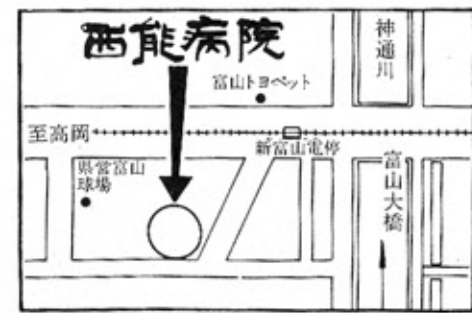 西能病院
神通川
富山トヨペット
至高岡
新富山電停
県営富山
球場
富山大橋